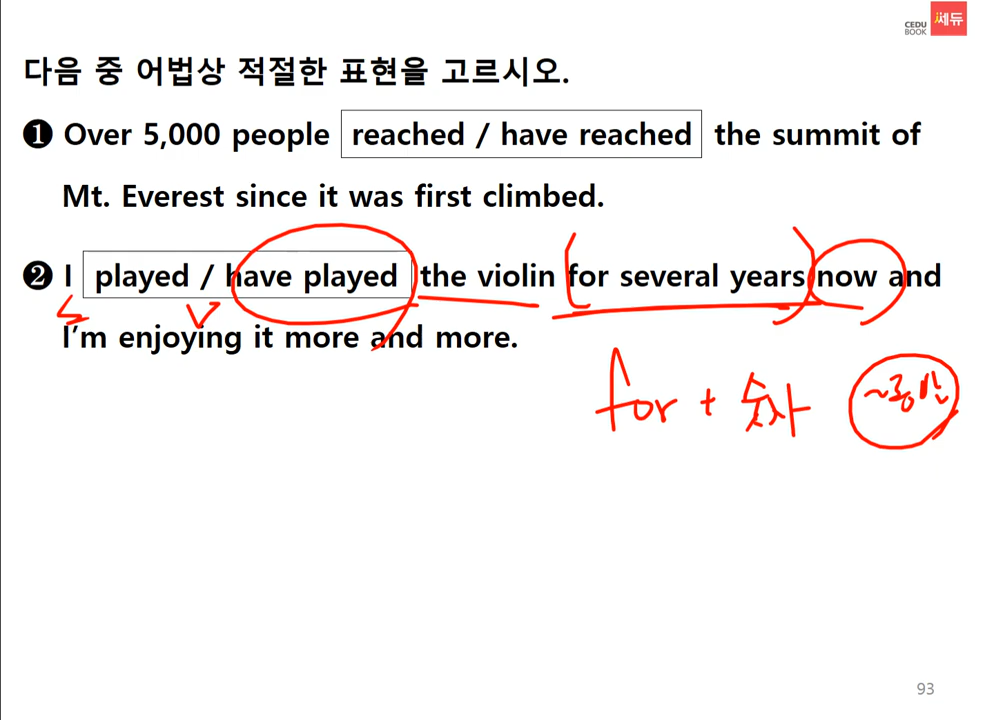 CEDU
BOOK
쎄듀
다음 중 어법상 적절한 표현을 고르시오.
❶ Over 5,000 people reached / have reached the summit of
Mt. Everest since it was first climbed.
❷ I played / have played the violin for several years now and
I'm enjoying it more and more.
for + 숫자 ~동안
93